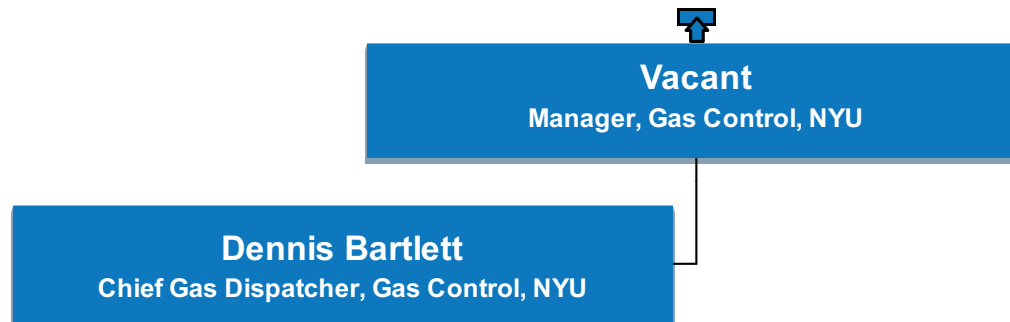 Vacant
Manager, Gas Control, NYU
Dennis Bartlett
Chief Gas Dispatcher, Gas Control, NYU